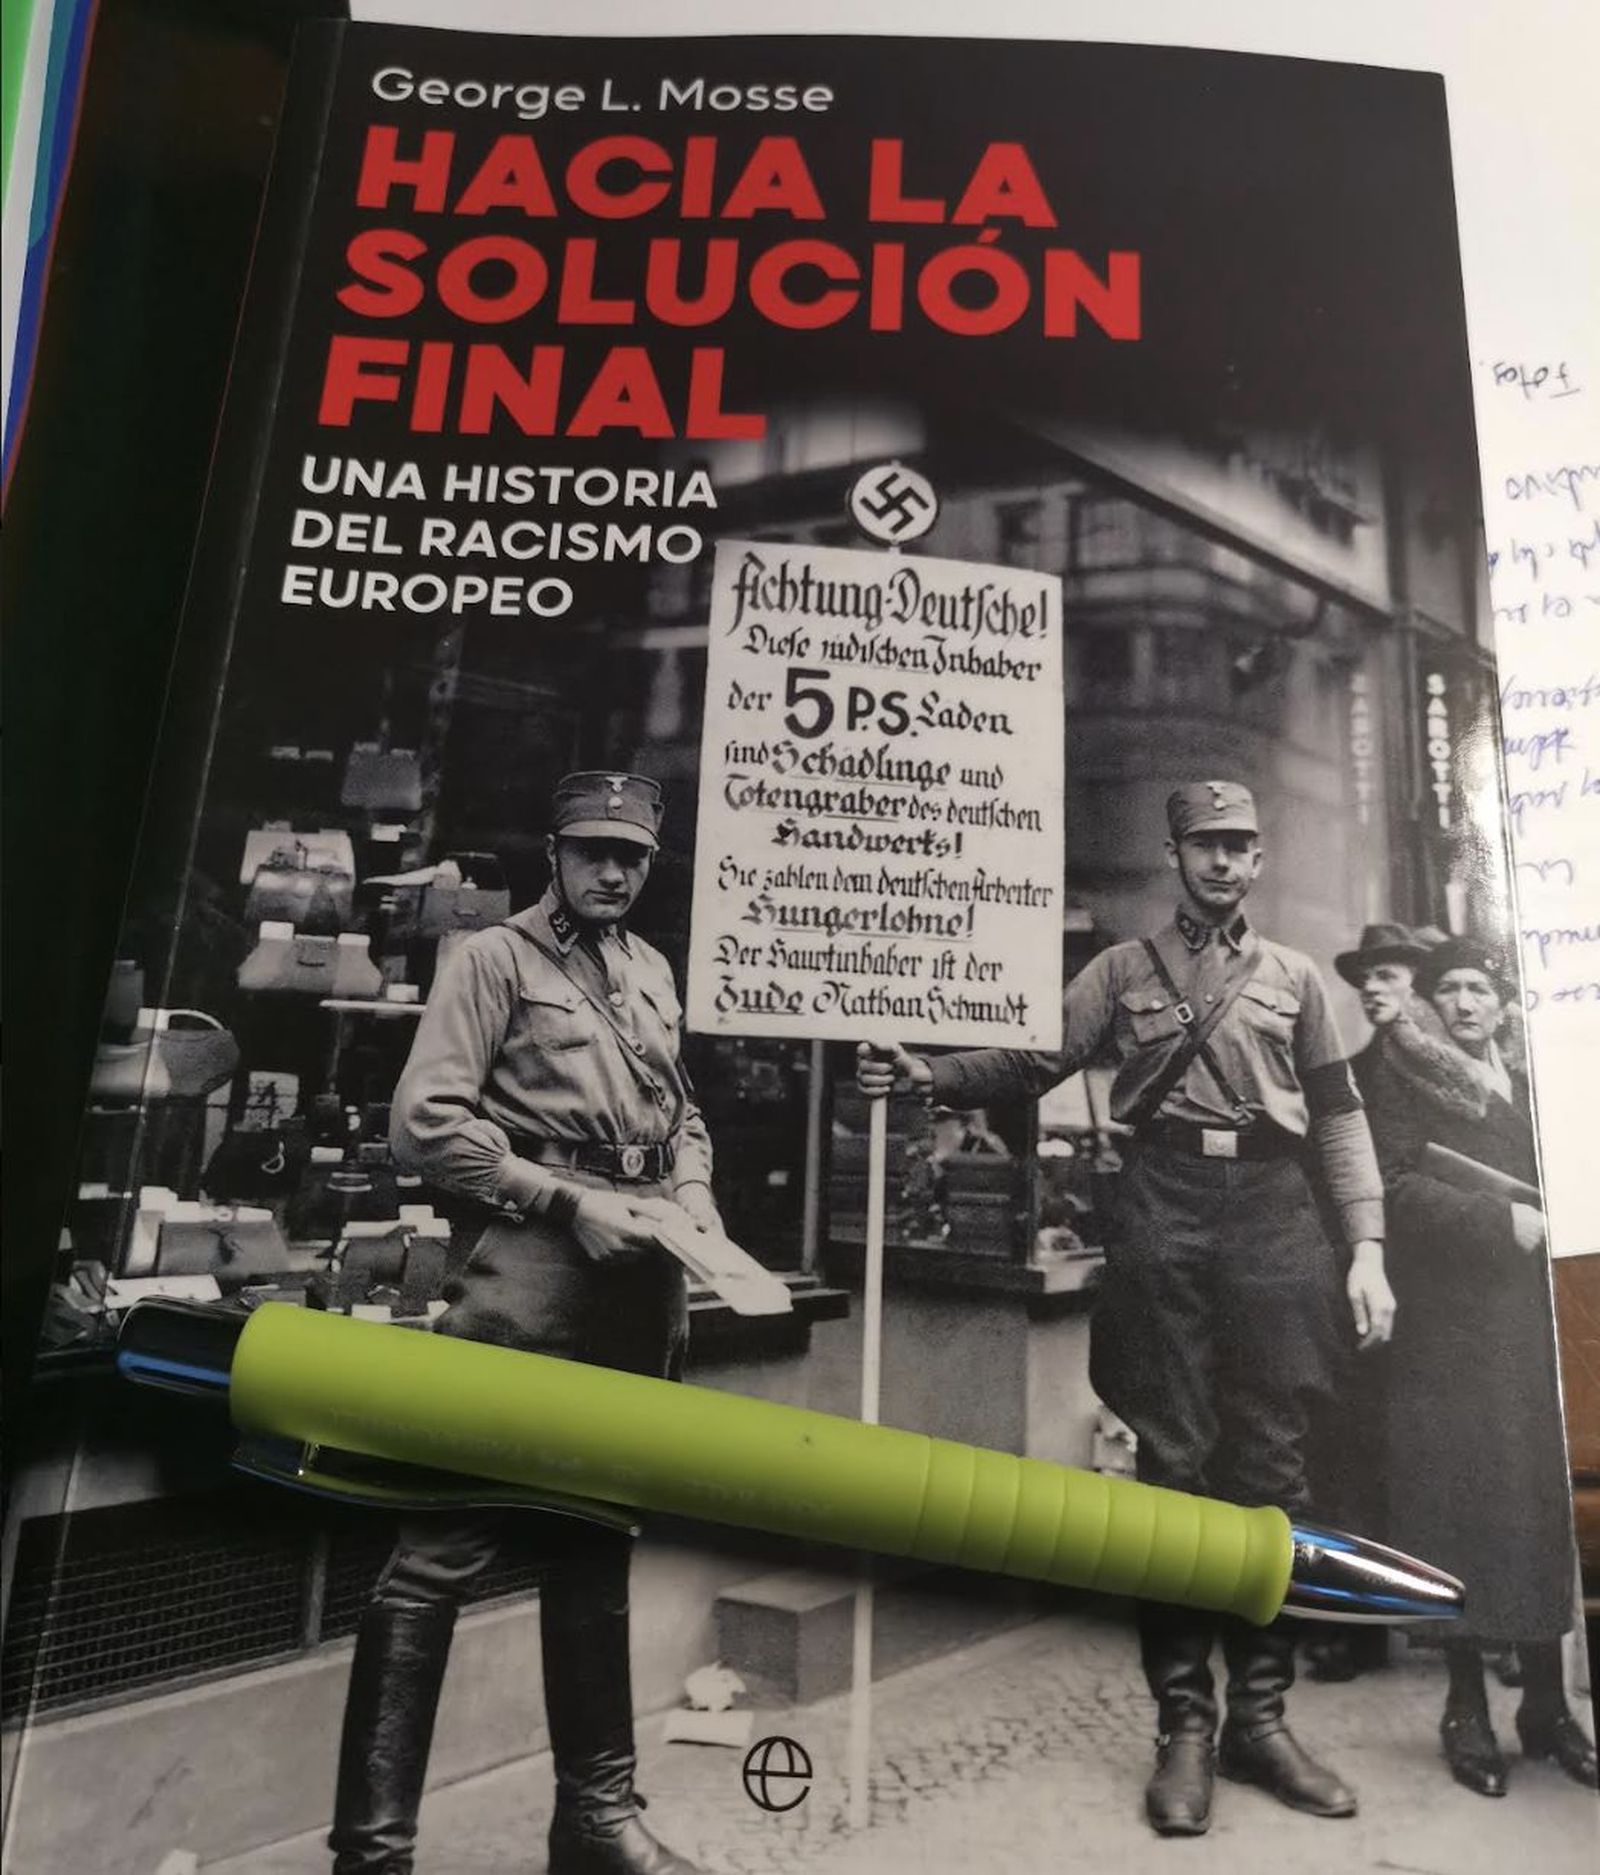 George L. Mosse
HACIA LA
SOLUCIÓN
FINAL
UNA HISTORIA
DEL RACISMO
EUROPEO
Achtung-Deutsche!
Diese jüdischen Inhaber
der 5 P.S. Laden
sind Schädlinge und
Totengräber des deutschen
Handwerks!
Sie zahlen dem deutschen Arbeiter
Hungerlöhne!
Der Hauptinhaber ist der
Jude Nathan Schmidt
SAROTTI
SAROTTI
Fotos.